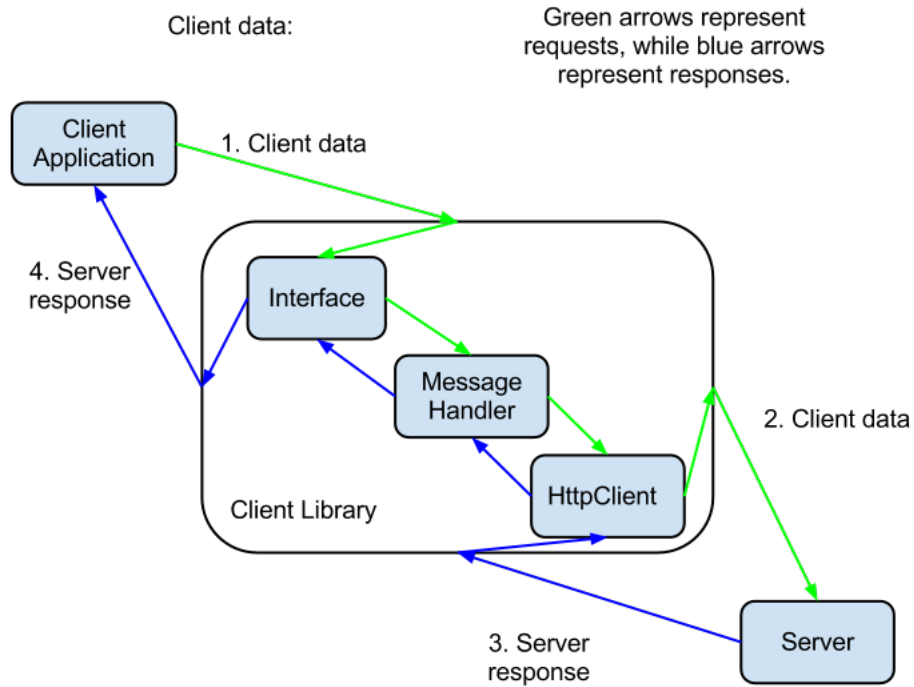 Client data:
Green arrows represent
requests, while blue arrows
represent responses.
Client
Application
1. Client data
4. Server
response
Interface
Message
Handler
2. Client data
HttpClient
Client Library
3. Server
response
Server